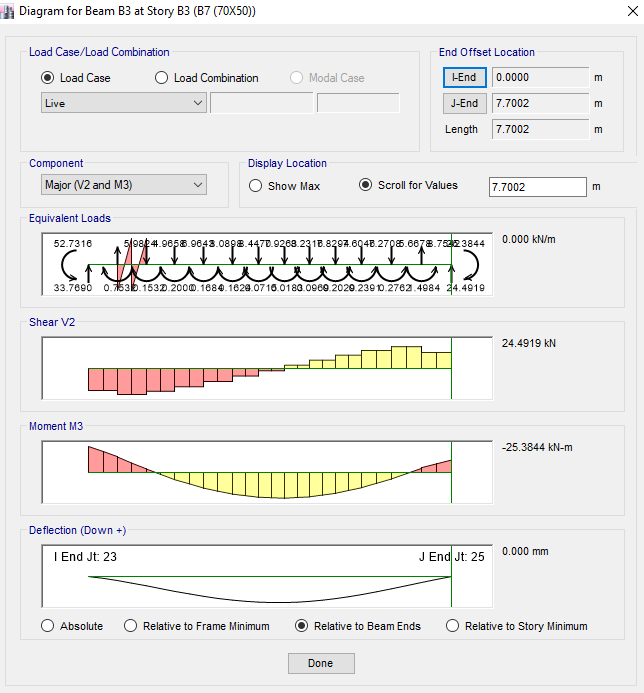 Diagram for Beam B3 at Story B3 (B7 (70X50))
Load Case/Load Combination
Load Case
Load Combination
Modal Case
Live
End Offset Location
I-End
0.0000
m
J-End
7.7002
m
Length
7.7002
m
Component
Major (V2 and M3)
Display Location
Show Max
Scroll for Values
7.7002
m
Equivalent Loads
52.7316
0.000 kN/m
33.7690
24.4919
Shear V2
24.4919 kN
Moment M3
-25.3844 kN-m
Deflection (Down +)
I End Jt: 23
J End Jt: 25
0.000 mm
Absolute
Relative to Frame Minimum
Relative to Beam Ends
Relative to Story Minimum
Done